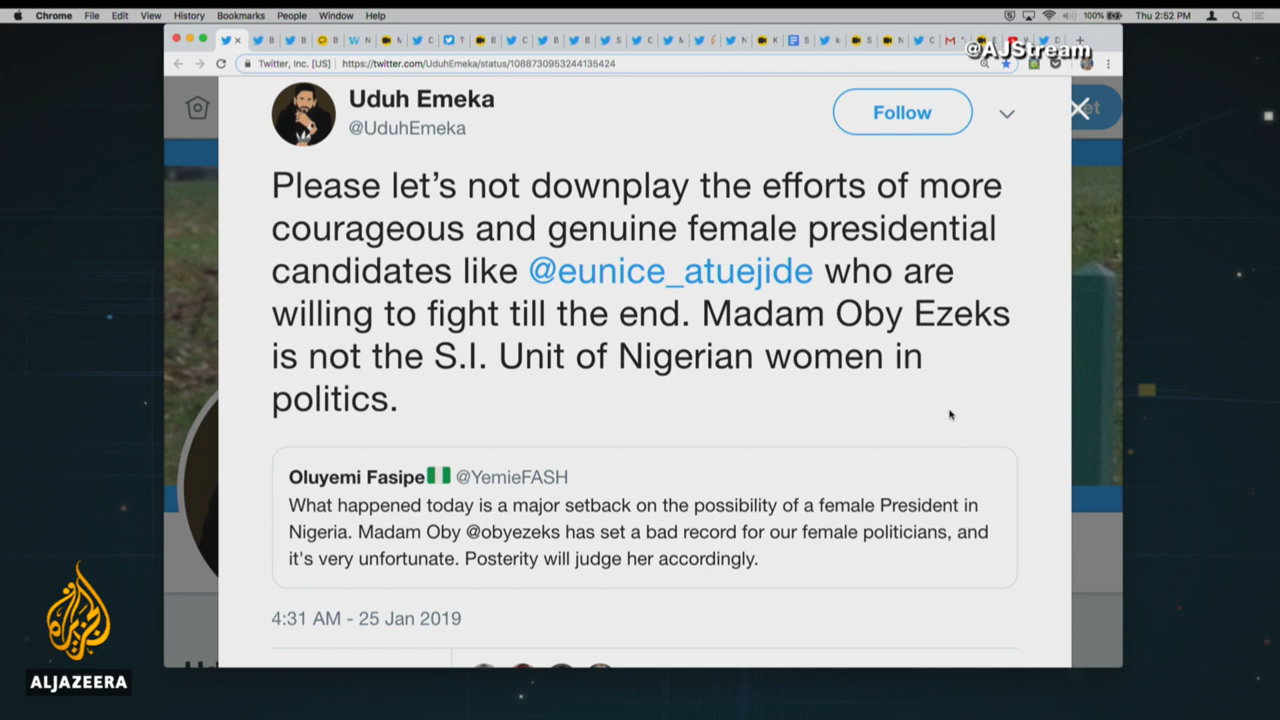 Chrome File Edit View History Bookmarks People Window Help
100% Thu 2:52 PM
@AJStream
Twitter, Inc. [US] https://twitter.com/UduhEmeka/status/1088730953244135424
Uduh Emeka
@UduhEmeka
Follow
Please let’s not downplay the efforts of more
courageous and genuine female presidential
candidates like @eunice_atuejide who are
willing to fight till the end. Madam Oby Ezeks
is not the S.I. Unit of Nigerian women in
politics.
Oluyemi Fasipe @YemieFASH
What happened today is a major setback on the possibility of a female President in
Nigeria. Madam Oby @obyezeks has set a bad record for our female politicians, and
it's very unfortunate. Posterity will judge her accordingly.
4:31 AM - 25 Jan 2019
الجزيرة
ALJAZEERA